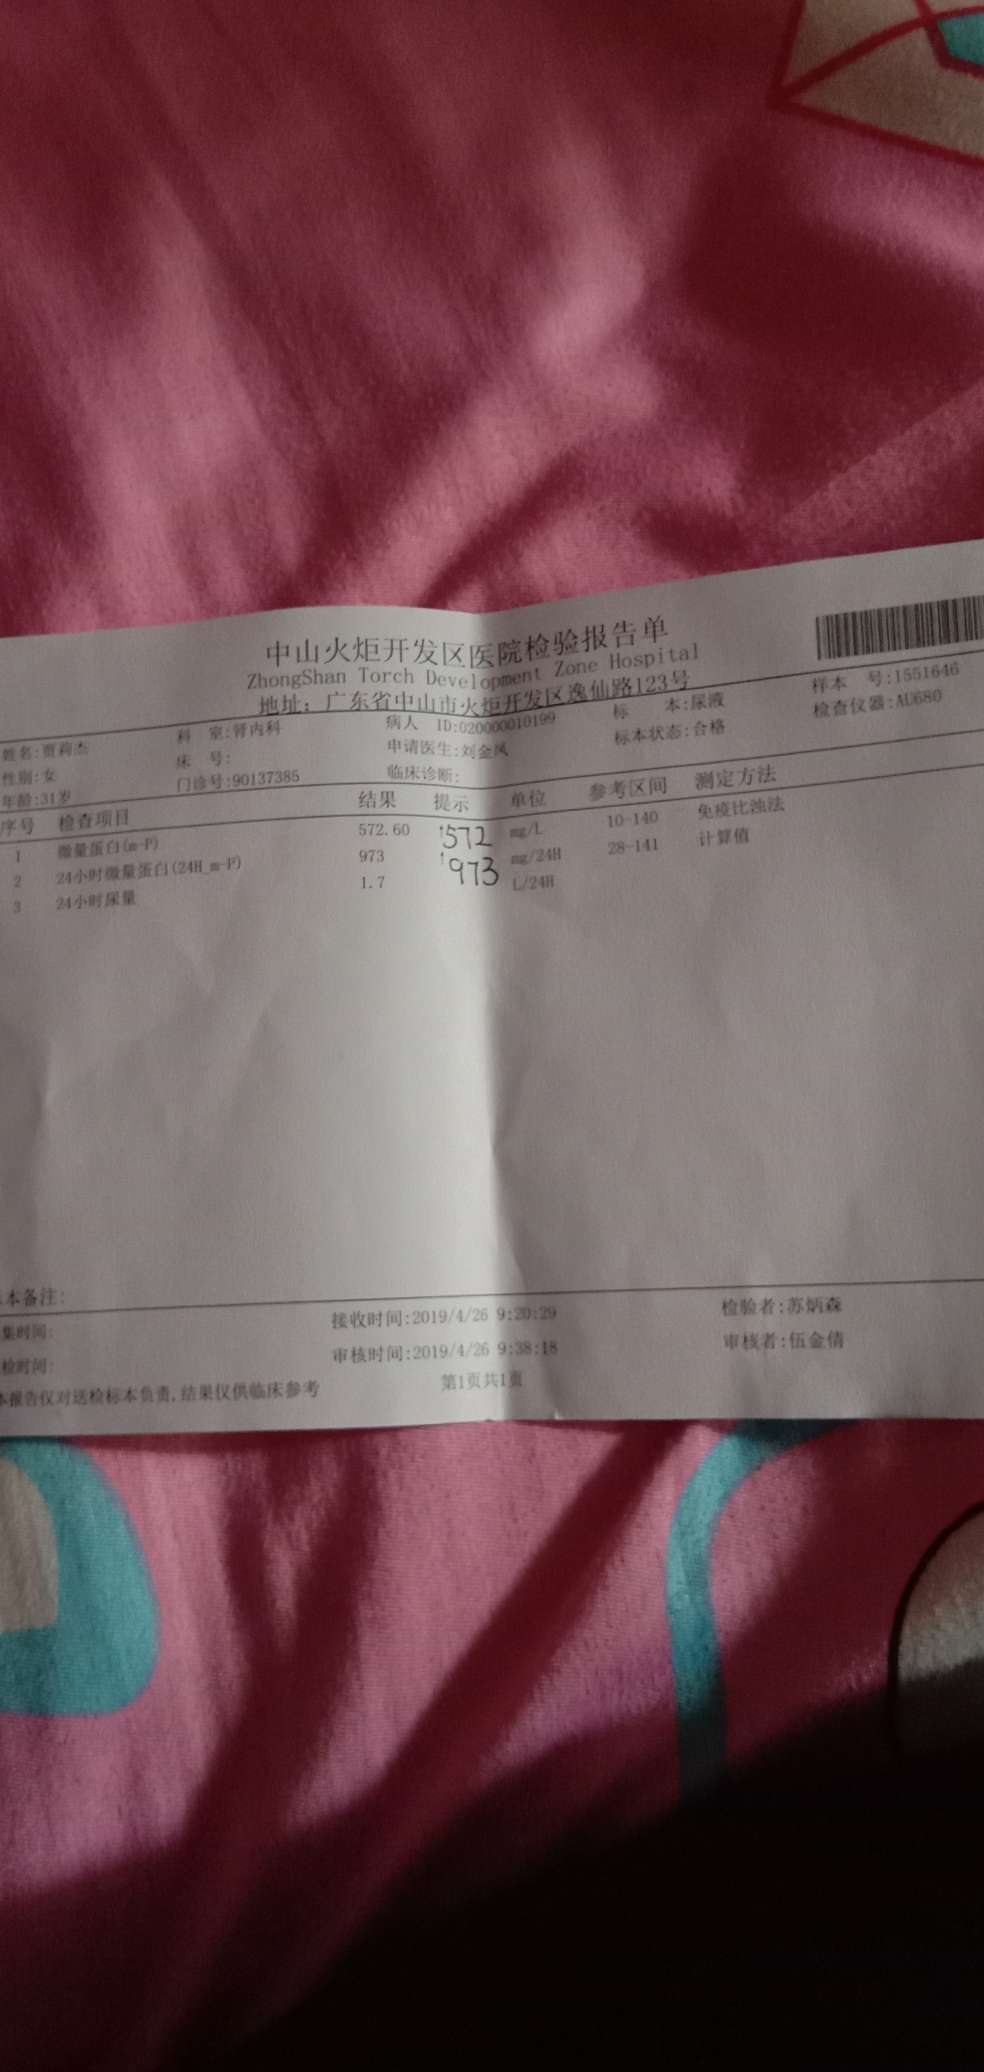 中山火炬开发区医院检验报告单
ZhongShan Torch Development Zone Hospital
地址：广东省中山市火炬开发区逸仙路123号
姓名:贾莉杰 科 室:肾内科 病人 ID:020000010199 标 本:尿液 样本 号:1551646
性别:女 床 号: 申请医生:刘金凤 标本状态:合格 检查仪器:AU680
年龄:31岁 门诊号:90137385 临床诊断:
序号 检查项目 结果 提示 单位 参考区间 测定方法
1 微量蛋白(m-P) 572.60 ↑572 mg/L 10-140 免疫比浊法
2 24小时微量蛋白(24H_m-P) 973 ↑973 mg/24H 28-141 计算值
3 24小时尿量 1.7 L/24H
本备注:
集时间: 接收时间:2019/4/26 9:20:29 检验者:苏炳森
检时间: 审核时间:2019/4/26 9:38:18 审核者:伍金倩
本报告仅对送检标本负责,结果仅供临床参考 第1页共1页